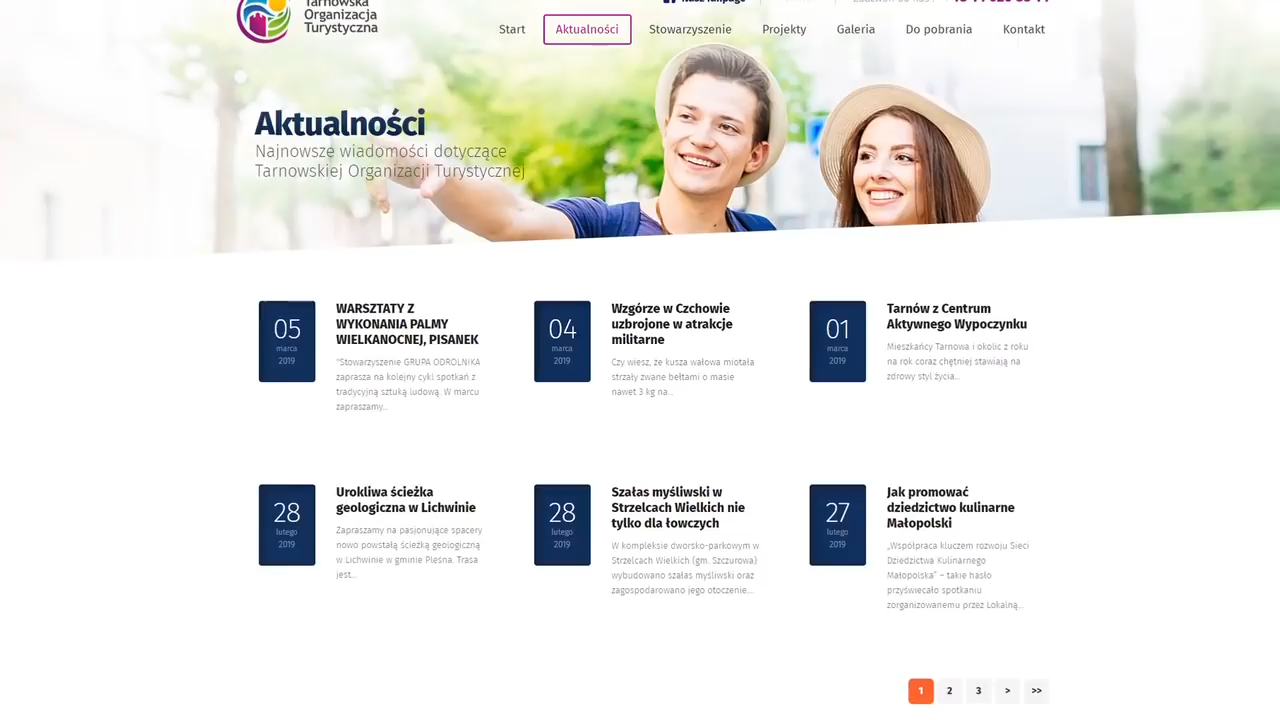 Tarnowska
Organizacja
Turystyczna
Nasz fanpage
Start
Aktualności
Stowarzyszenie
Projekty
Galeria
Do pobrania
Kontakt
Aktualności
Najnowsze wiadomości dotyczące
Tarnowskiej Organizacji Turystycznej
05
marca
2019
WARSZTATY Z
WYKONANIA PALMY
WIELKANOCNEJ, PISANEK
"Stowarzyszenie GRUPA ODROLNIKA
zaprasza na kolejny cykl spotkań z
tradycyjną sztuką ludową. W marcu
zapraszamy...
04
marca
2019
Wzgórze w Czchowie
uzbrojone w atrakcje
militarne
Czy wiesz, że kusza wałowa miotała
strzały zwane bełtami o masie
nawet 3 kg na...
01
marca
2019
Tarnów z Centrum
Aktywnego Wypoczynku
Mieszkańcy Tarnowa i okolic z roku
na rok coraz chętniej stawiają na
zdrowy styl życia...
28
lutego
2019
Urokliwa ścieżka
geologiczna w Lichwinie
Zapraszamy na pasjonujące spacery
nowo powstałą ścieżką geologiczną
w Lichwinie w gminie Pleśna. Trasa
jest...
28
lutego
2019
Szałas myśliwski w
Strzelcach Wielkich nie
tylko dla łowczych
W kompleksie dworsko-parkowym w
Strzelcach Wielkich (gm. Szczurowa)
wybudowano szałas myśliwski oraz
zagospodarowano jego otoczenie....
27
lutego
2019
Jak promować
dziedzictwo kulinarne
Małopolski
„Współpraca kluczem rozwoju Sieci
Dziedzictwa Kulinarnego
Małopolska” – takie hasło
przyświecało spotkaniu
zorganizowanemu przez Lokalną...
1 2 3 > >>